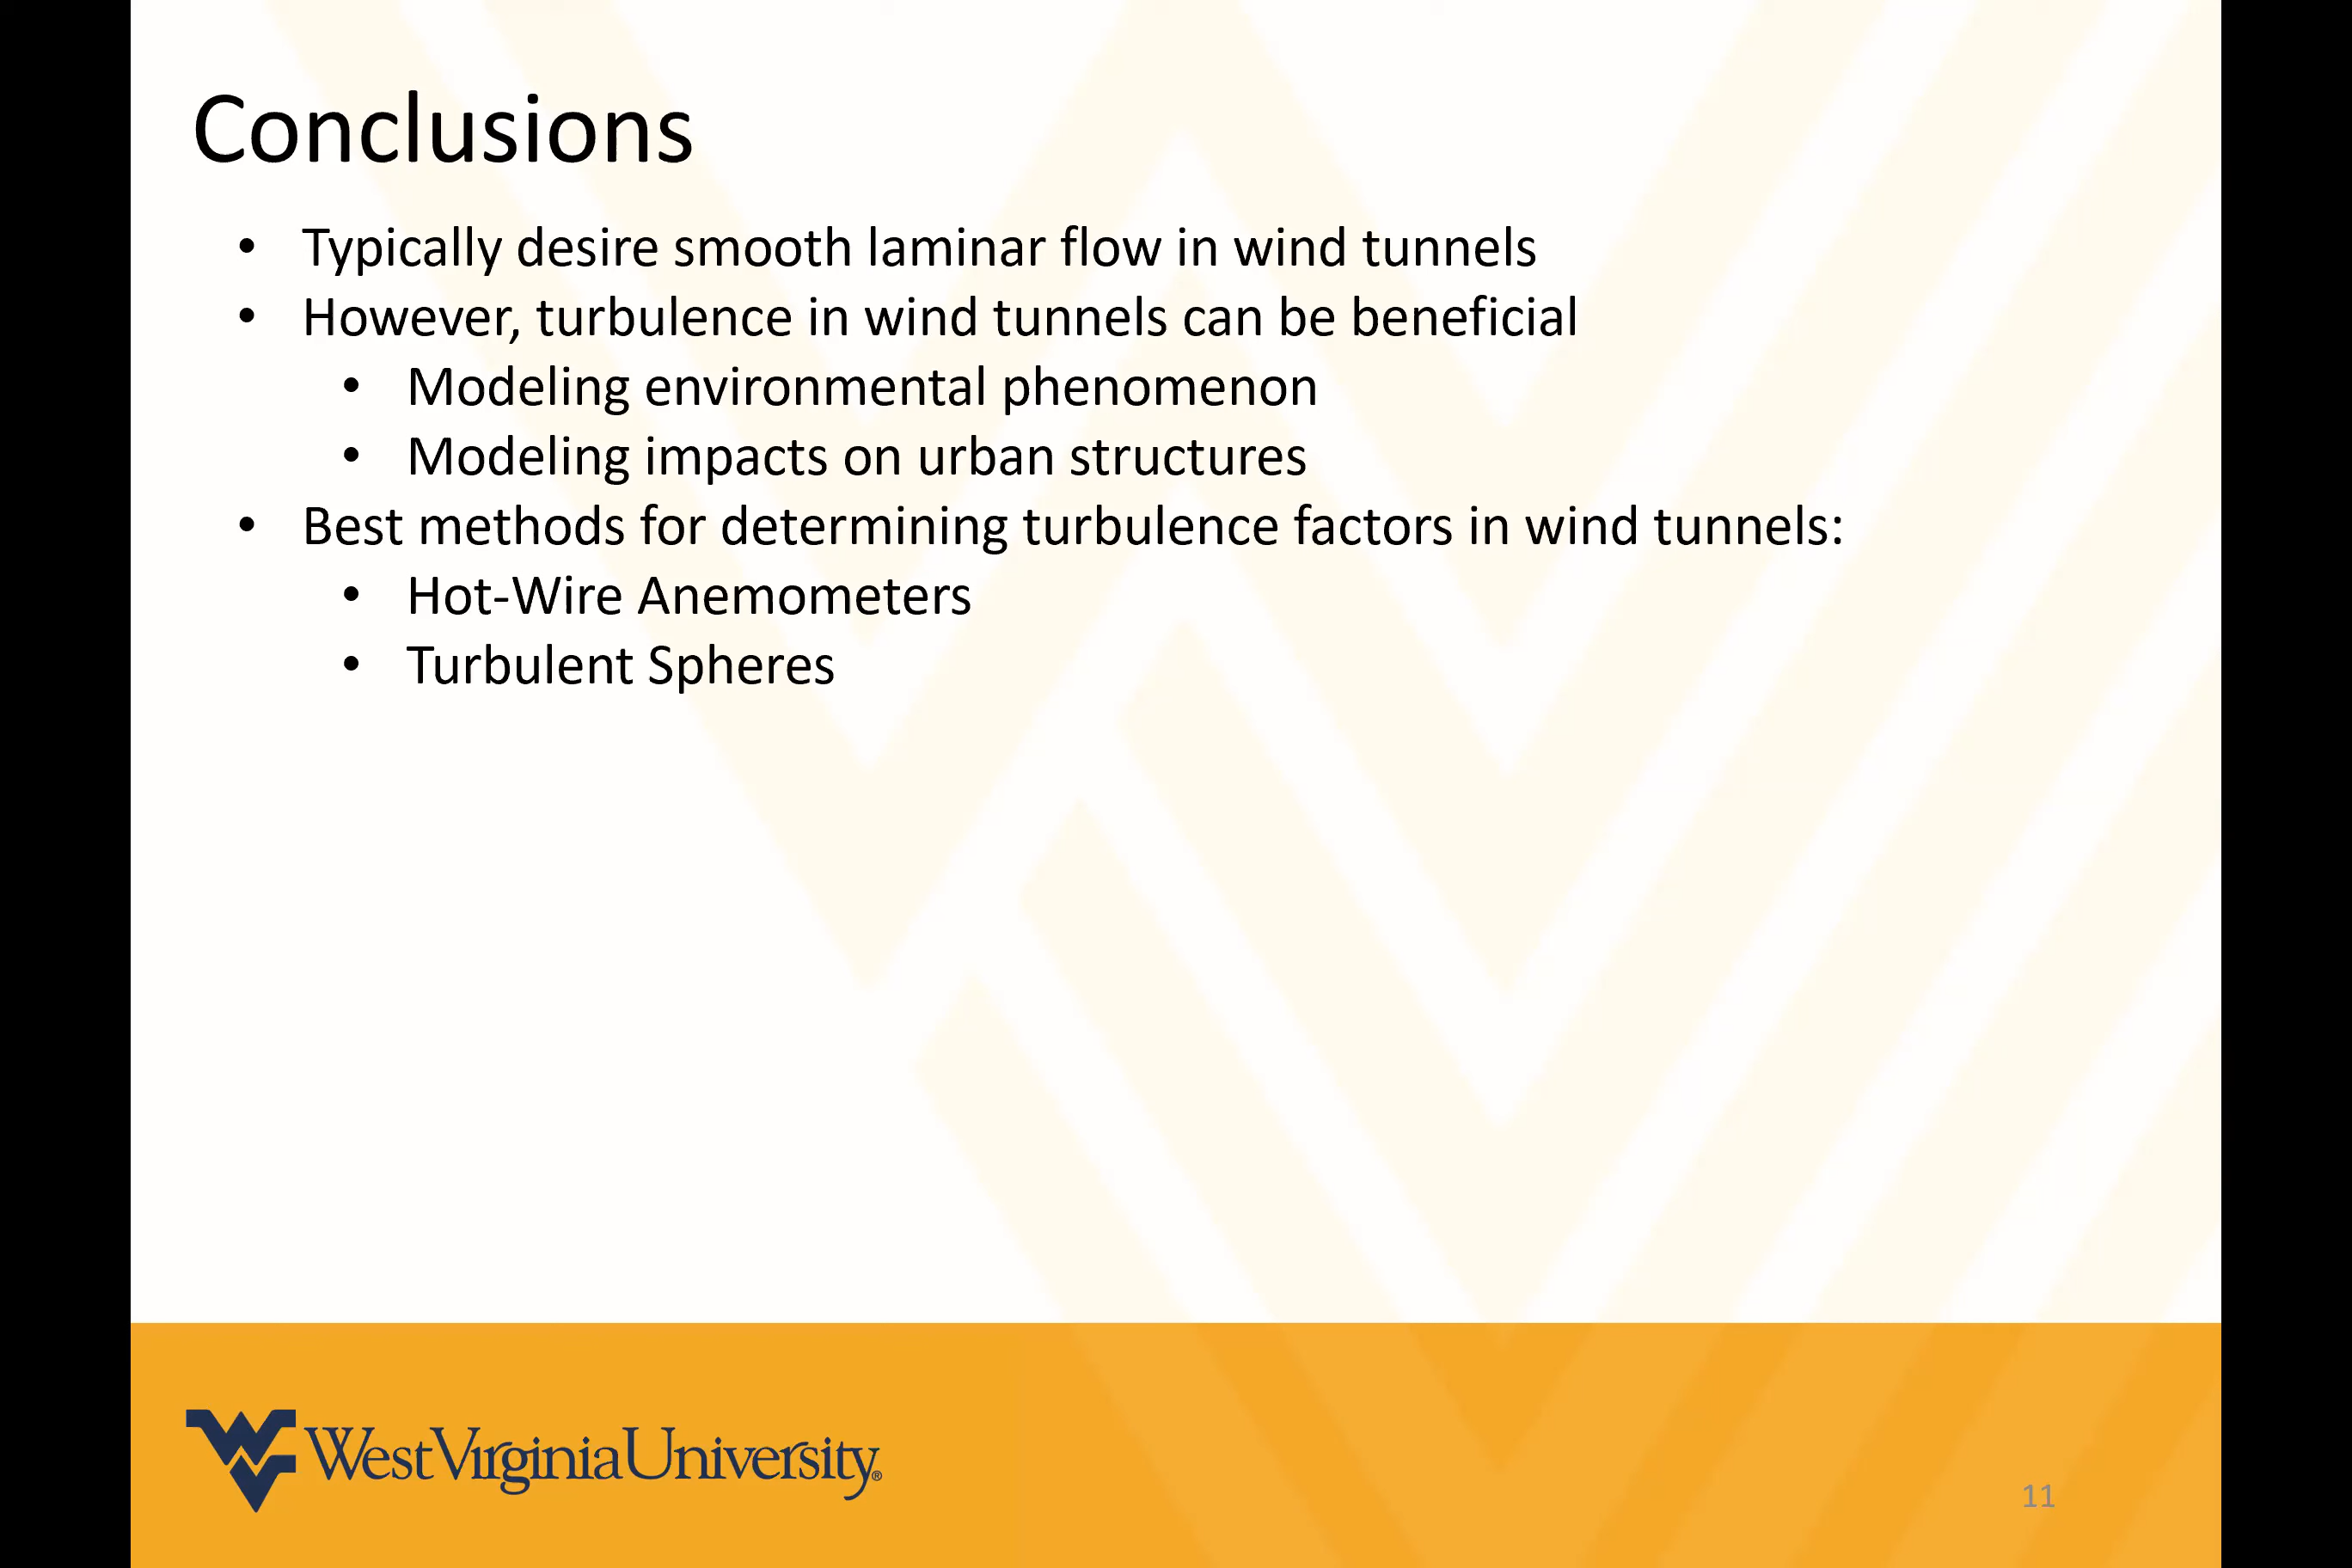 Conclusions
• Typically desire smooth laminar flow in wind tunnels
• However, turbulence in wind tunnels can be beneficial
• Modeling environmental phenomenon
• Modeling impacts on urban structures
• Best methods for determining turbulence factors in wind tunnels:
• Hot-Wire Anemometers
• Turbulent Spheres
WestVirginiaUniversity®
11